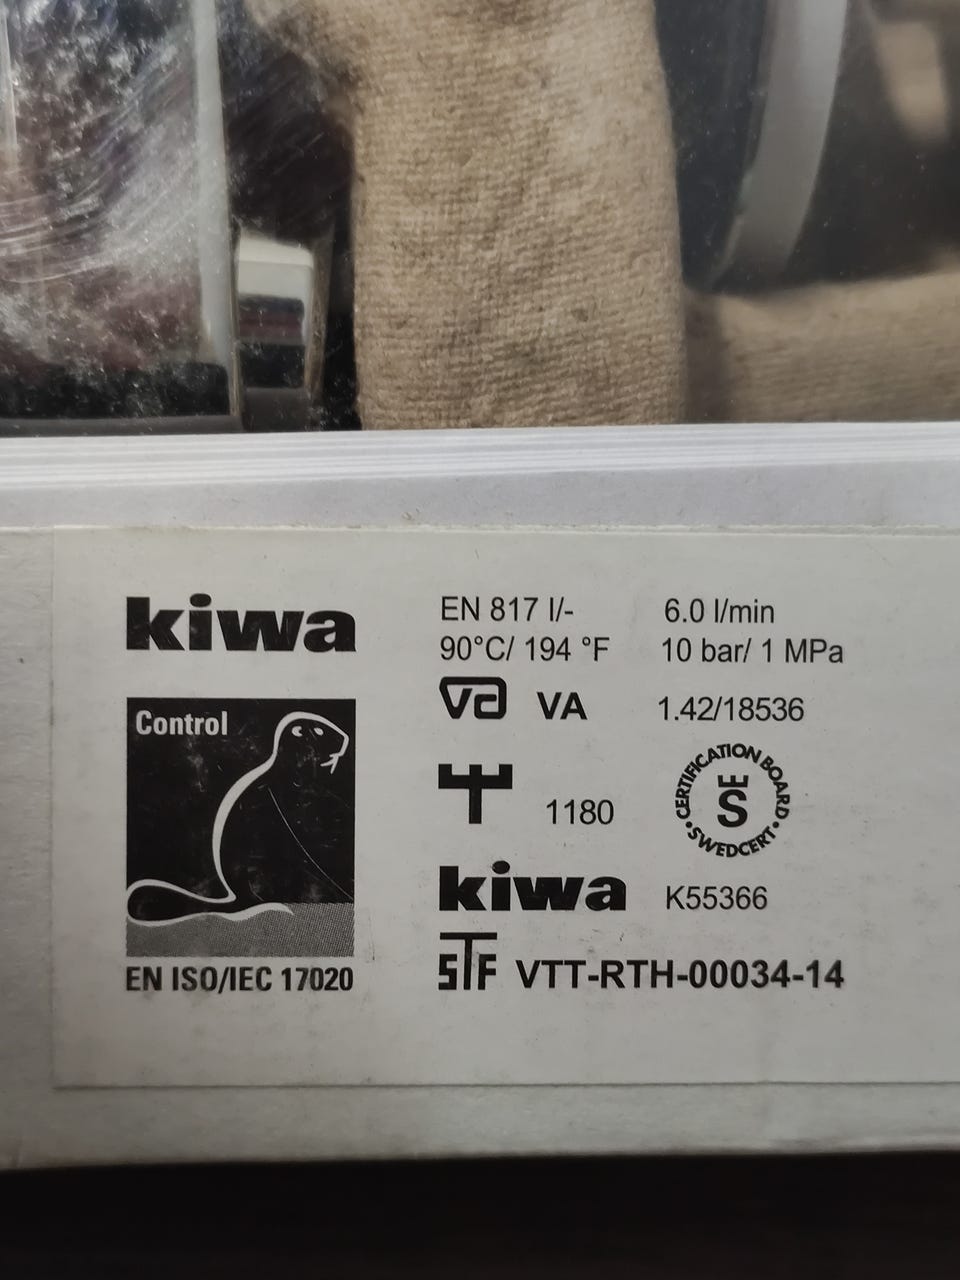 kiwa
Control
EN ISO/IEC 17020
EN 817 I/-
6.0 l/min
90°C/ 194 °F
10 bar/ 1 MPa
va VA
1.42/18536
1180
CERTIFICATION BOARD
S
•SWEDCERT•
kiwa K55366
STF VTT-RTH-00034-14